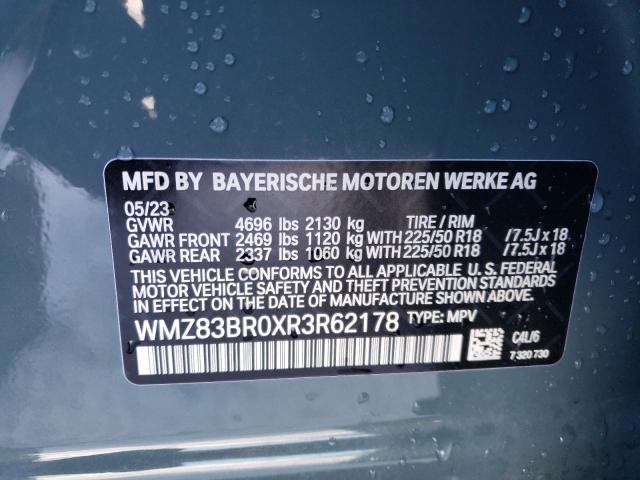 MFD BY BAYERISCHE MOTOREN WERKE AG
05/23
GVWR 4696 lbs 2130 kg TIRE / RIM
GAWR FRONT 2469 lbs 1120 kg WITH 225/50 R18 /7.5J x 18
GAWR REAR 2337 lbs 1060 kg WITH 225/50 R18 /7.5J x 18
THIS VEHICLE CONFORMS TO ALL APPLICABLE U. S. FEDERAL
MOTOR VEHICLE SAFETY AND THEFT PREVENTION STANDARDS
IN EFFECT ON THE DATE OF MANUFACTURE SHOWN ABOVE.
WMZ83BR0XR3R62178 TYPE: MPV
C4L/6
7 320 730